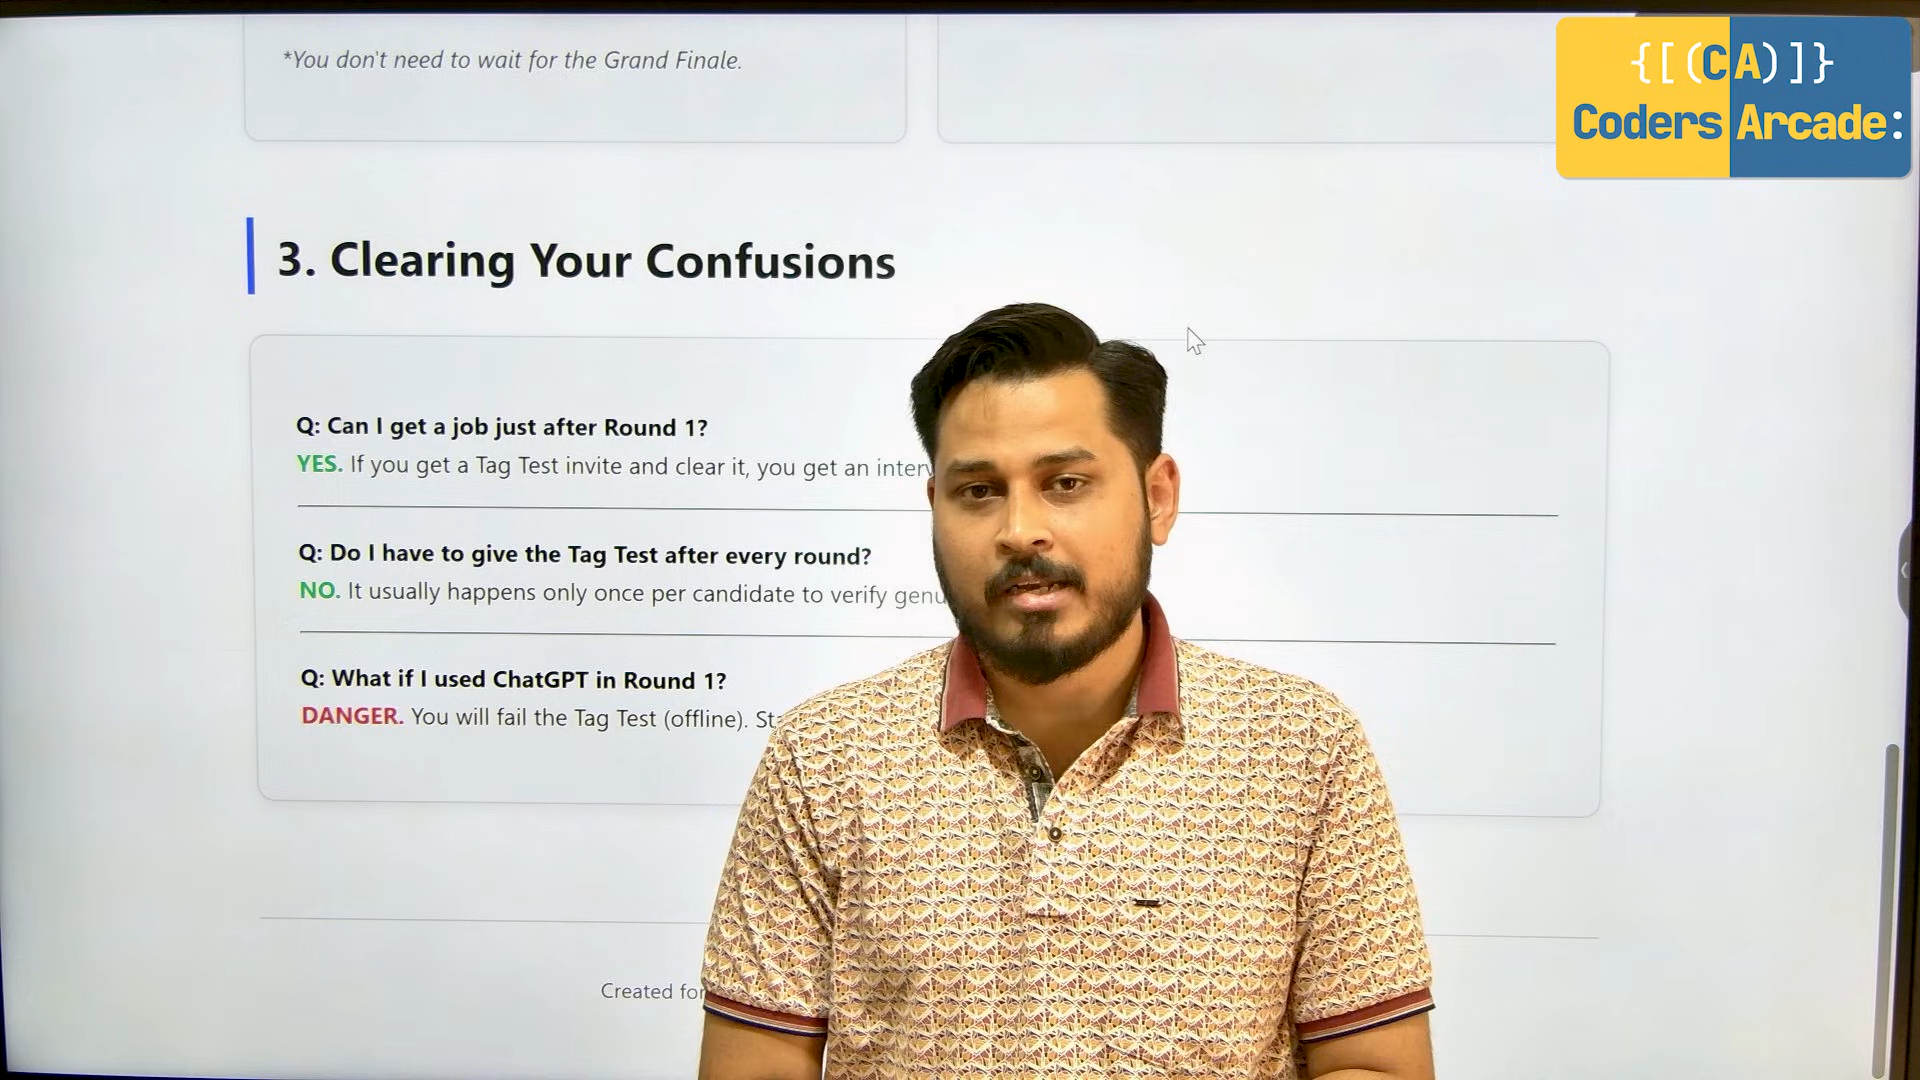 *You don't need to wait for the Grand Finale.
{[(CA)]}
Coders Arcade:
3. Clearing Your Confusions
Q: Can I get a job just after Round 1?
YES. If you get a Tag Test invite and clear it, you get an
Q: Do I have to give the Tag Test after every round?
NO. It usually happens only once per candidate to verify
Q: What if I used ChatGPT in Round 1?
DANGER. You will fail the Tag Test (offline).
Created for